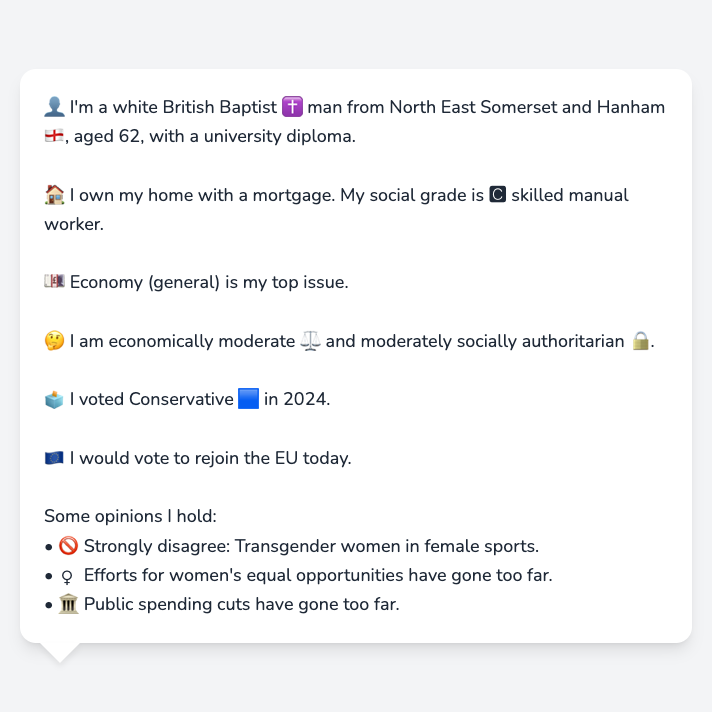 👤 I'm a white British Baptist ✝️ man from North East Somerset and Hanham
🏴󠁧󠁢󠁥󠁮󠁧󠁿, aged 62, with a university diploma.
🏠 I own my home with a mortgage. My social grade is 🅲 skilled manual
worker.
💷 Economy (general) is my top issue.
🤔 I am economically moderate ⚖️ and moderately socially authoritarian 🔒.
🗳️ I voted Conservative 🟦 in 2024.
🇪🇺 I would vote to rejoin the EU today.
Some opinions I hold:
• 🚫 Strongly disagree: Transgender women in female sports.
• ♀ Efforts for women's equal opportunities have gone too far.
• 🏛️ Public spending cuts have gone too far.